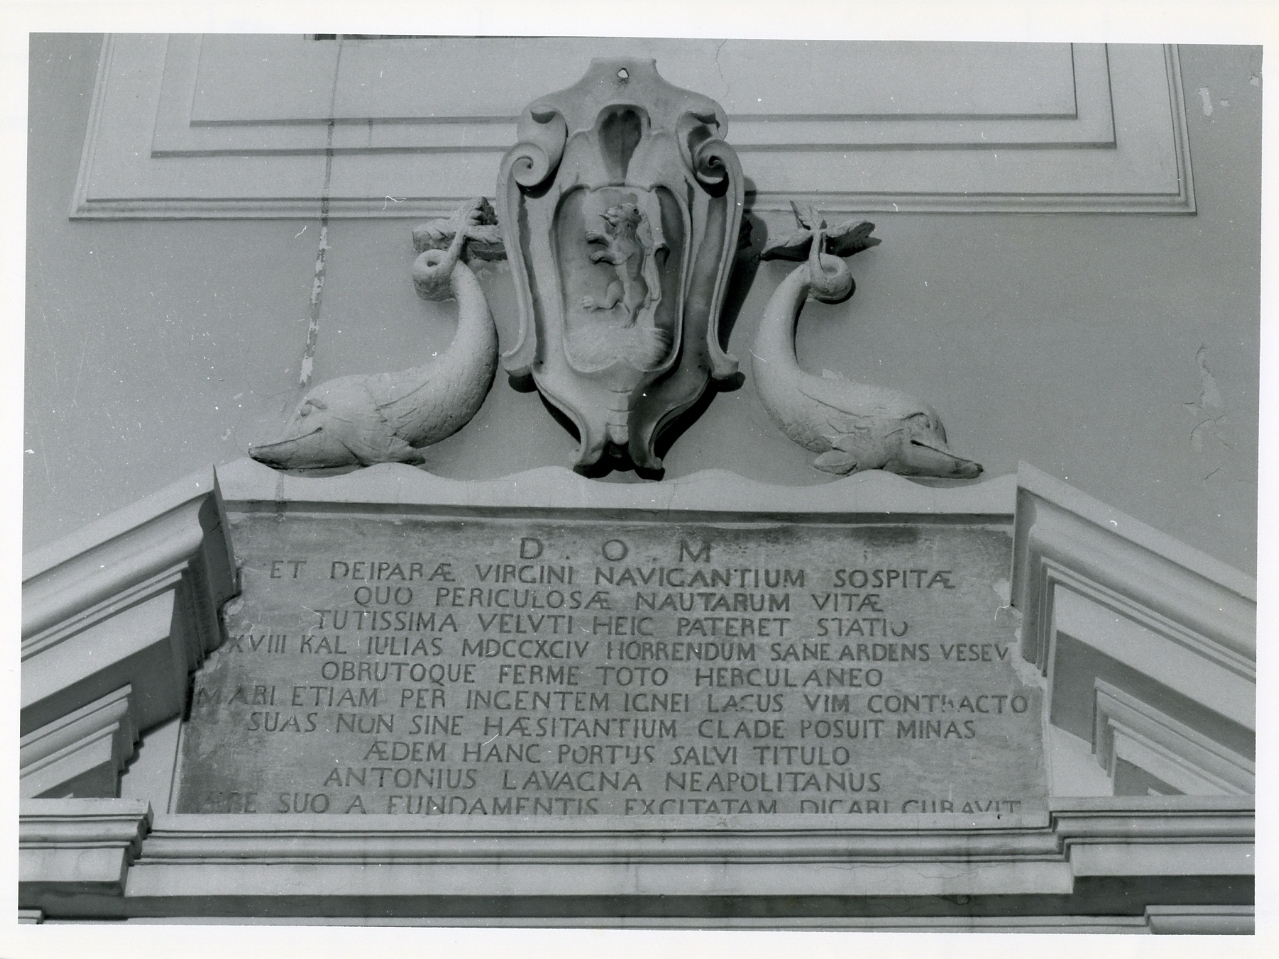 D. O. M
ET DEIPARÆ VIRGINI NAVIGANTIUM SOSPITÆ
QUO PERICULOSÆ NAUTARUM VITÆ
TUTISSIMA VELVTI HEIC PATERET STATIO
XVIII KAL IULIAS MDCCXCIV HORRENDUM SANE ARDENS VESEV
OBRUTOQUE FERME TOTO HERCULANEO
MARI ETIAM PER INGENTEM IGNEI LACUS VIM CONTRACTO
SUAS NON SINE HÆSITANTIUM CLADE POSUIT MINAS
ÆDEM HANC PORTUS SALVI TITULO
ANTONIUS LAVAGNA NEAPOLITANUS
SUO A FUNDAMENTIS EXCITATAM DICARI CURAVIT